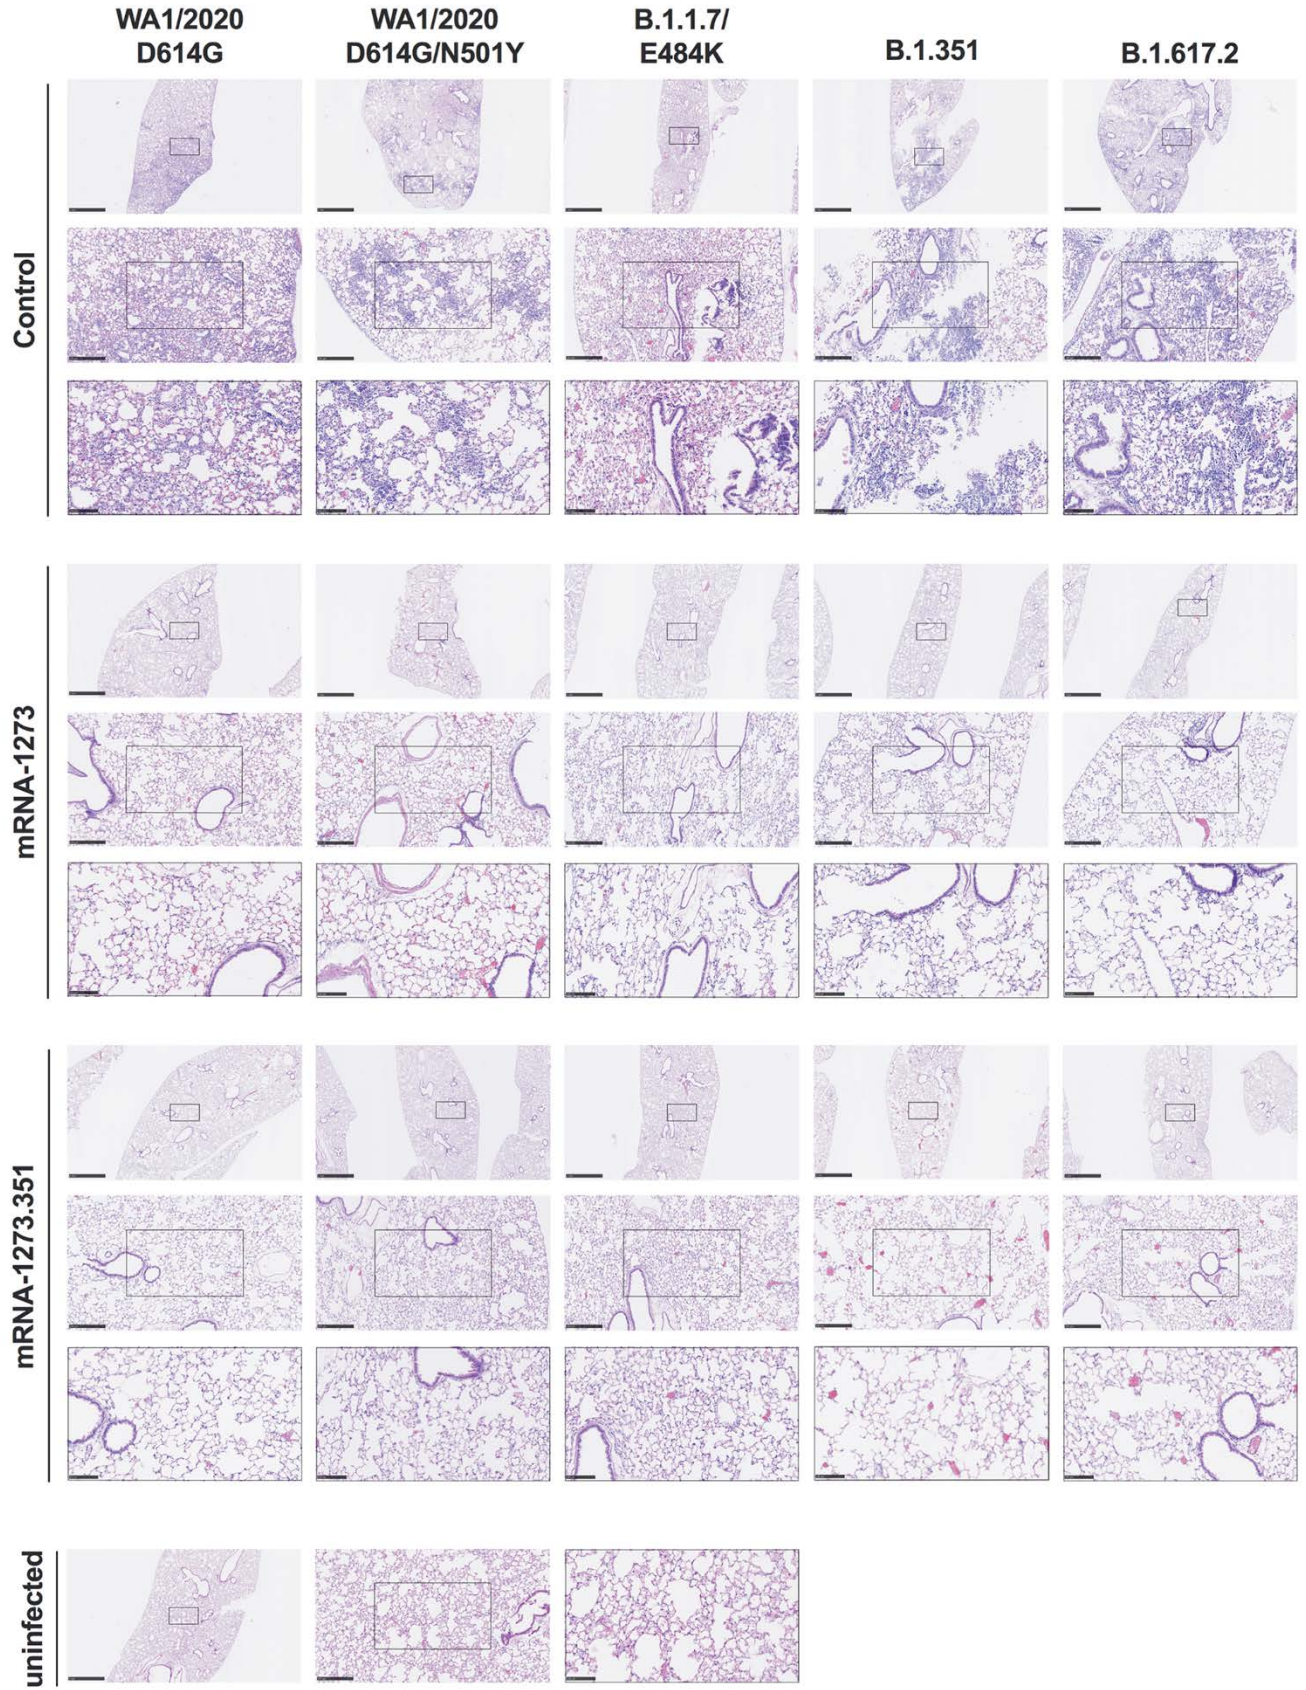 WA1/2020
D614G
WA1/2020
D614G/N501Y
B.1.1.7/
E484K
B.1.351
B.1.617.2
Control
mRNA-1273
mRNA-1273.351
uninfected